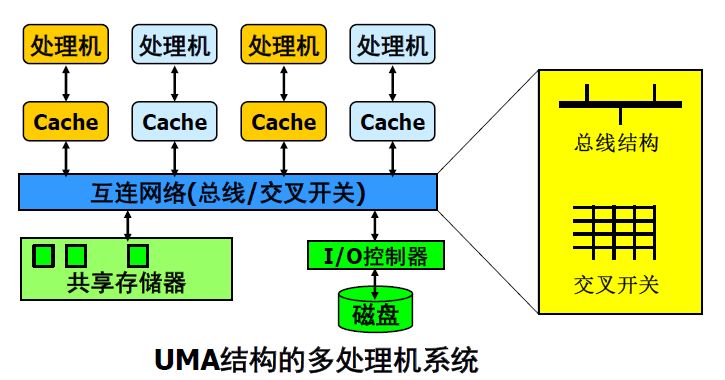 处理机 处理机 处理机 处理机
Cache Cache Cache Cache
互连网络(总线/交叉开关)
共享存储器
I/O控制器
磁盘
总线结构
交叉开关
UMA结构的多处理机系统